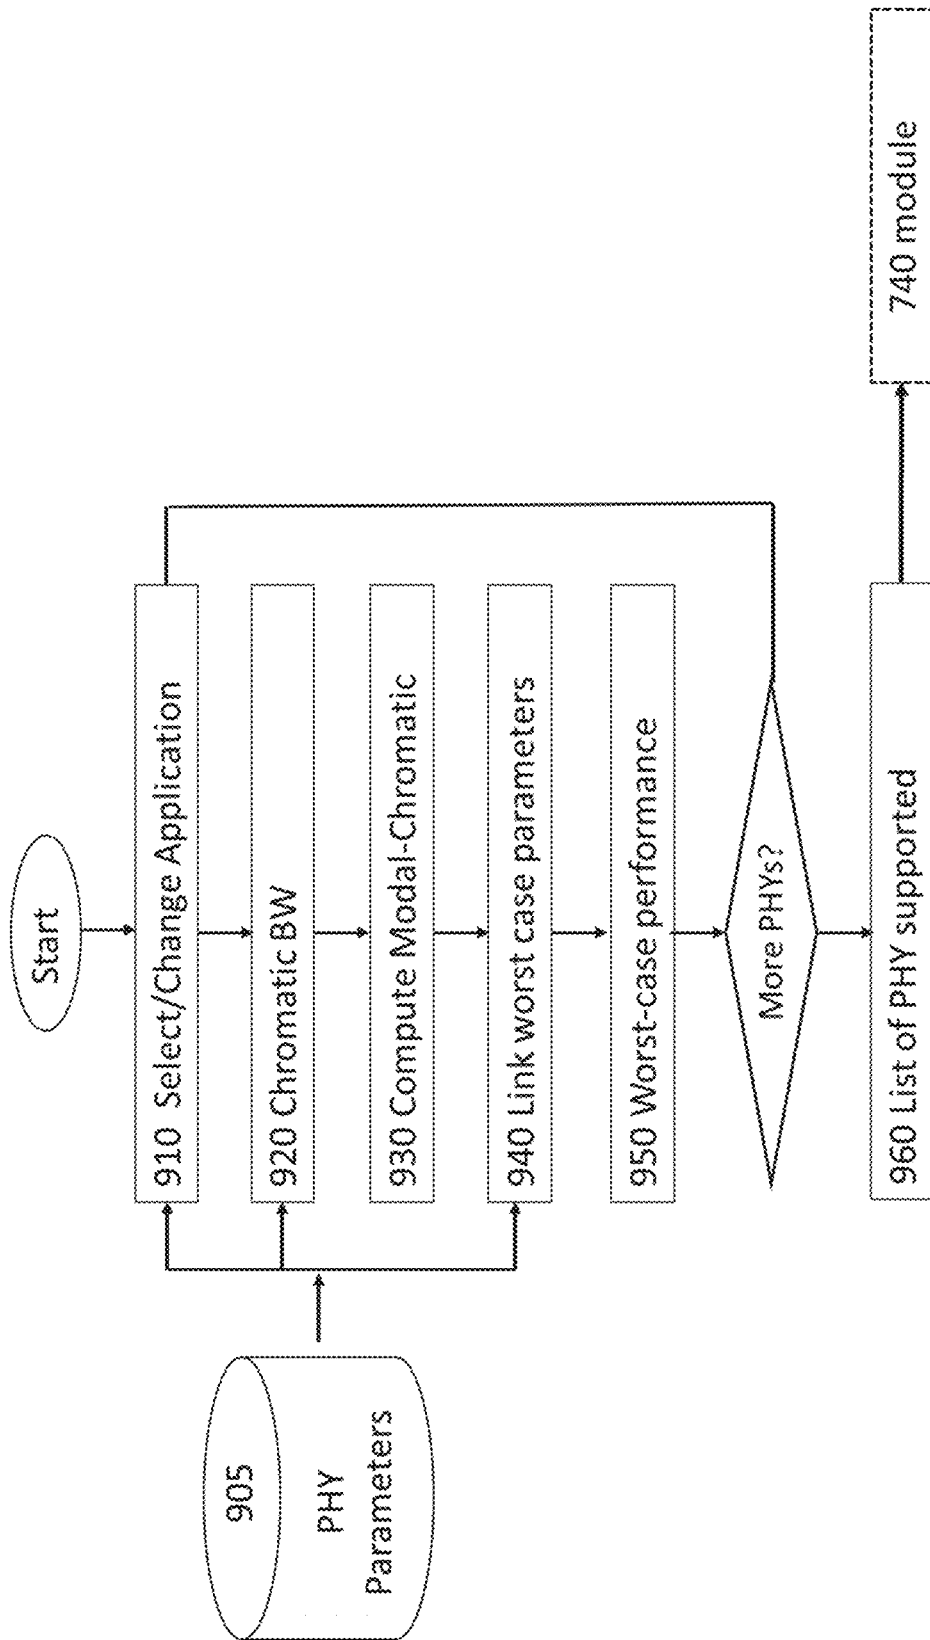 Start
910 Select/Change Application
920 Chromatic BW
930 Compute Modal-Chromatic
940 Link worst case parameters
950 Worst-case performance
More PHYs?
960 List of PHY supported
740 module
905
PHY
Parameters